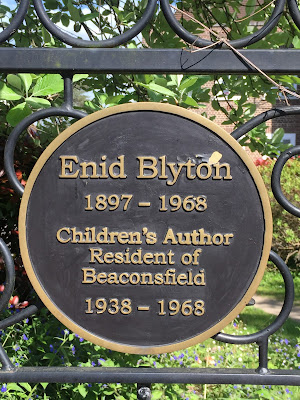 Enid Blyton
1897 - 1968
Children's Author
Resident of
Beaconsfield
1938 - 1968